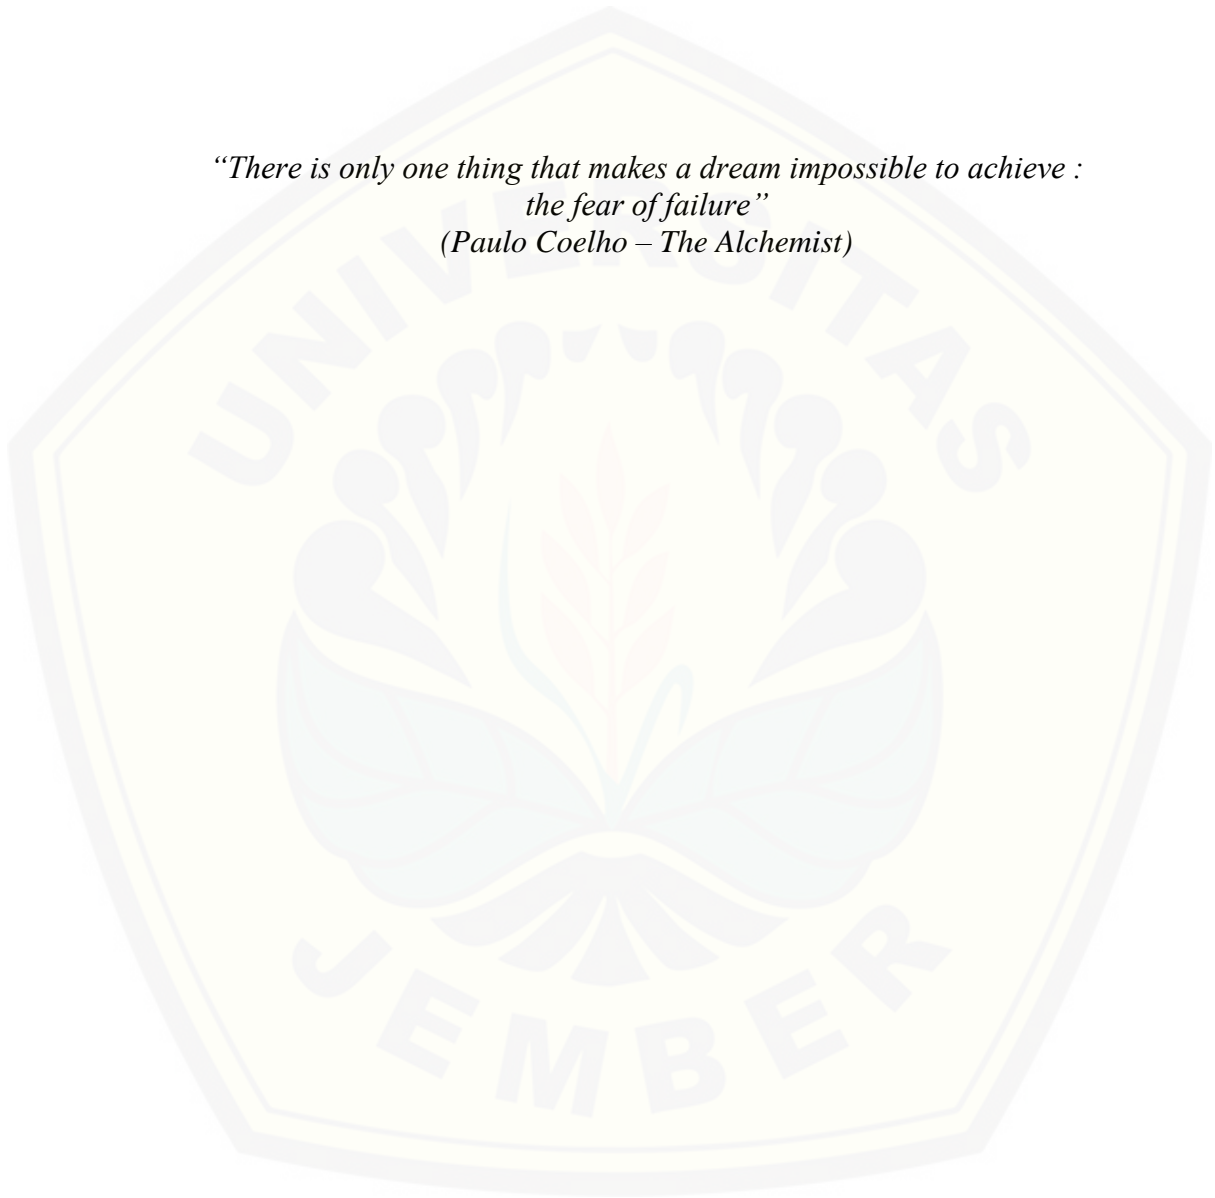 “There is only one thing that makes a dream impossible to achieve :
the fear of failure”
(Paulo Coelho – The Alchemist)
UNIVERSITAS
JEMBER